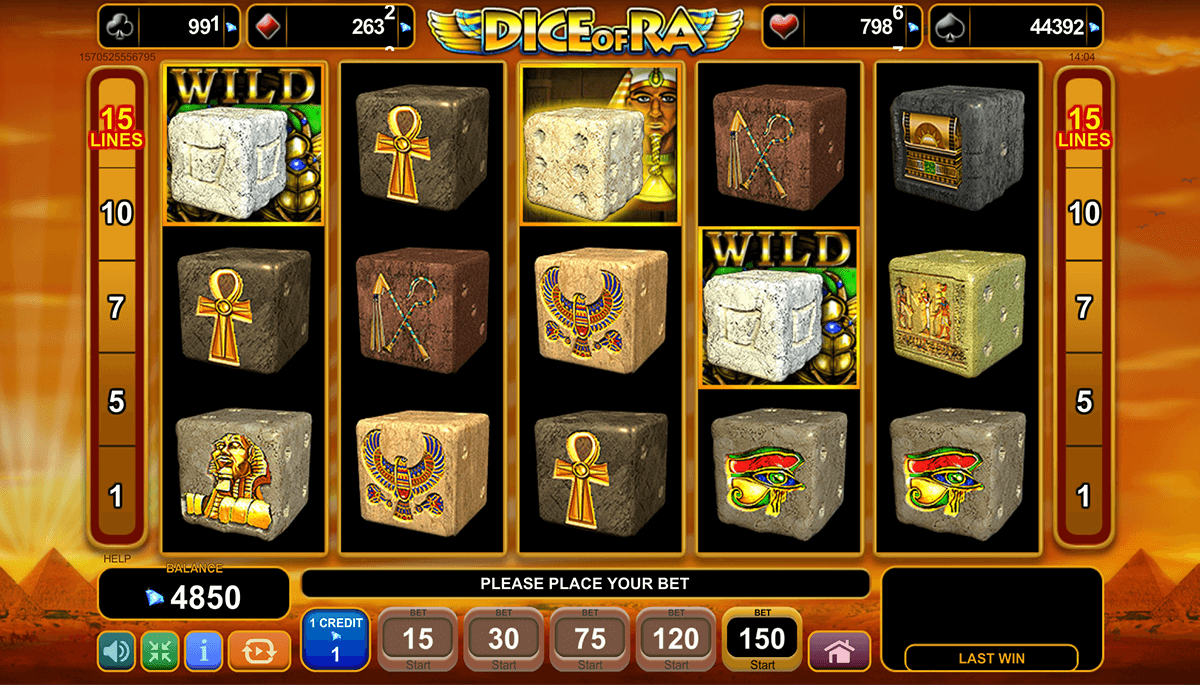 991
263 2
8
DICE OF RA
798 6
7
44392
1570525556795
14:04
15
LINES
10
7
5
1
WILD
WILD
15
LINES
10
7
5
1
HELP
BALANCE
4850
PLEASE PLACE YOUR BET
1 CREDIT
1
BET
15
Start
BET
30
Start
BET
75
Start
BET
120
Start
BET
150
Start
i
LAST WIN